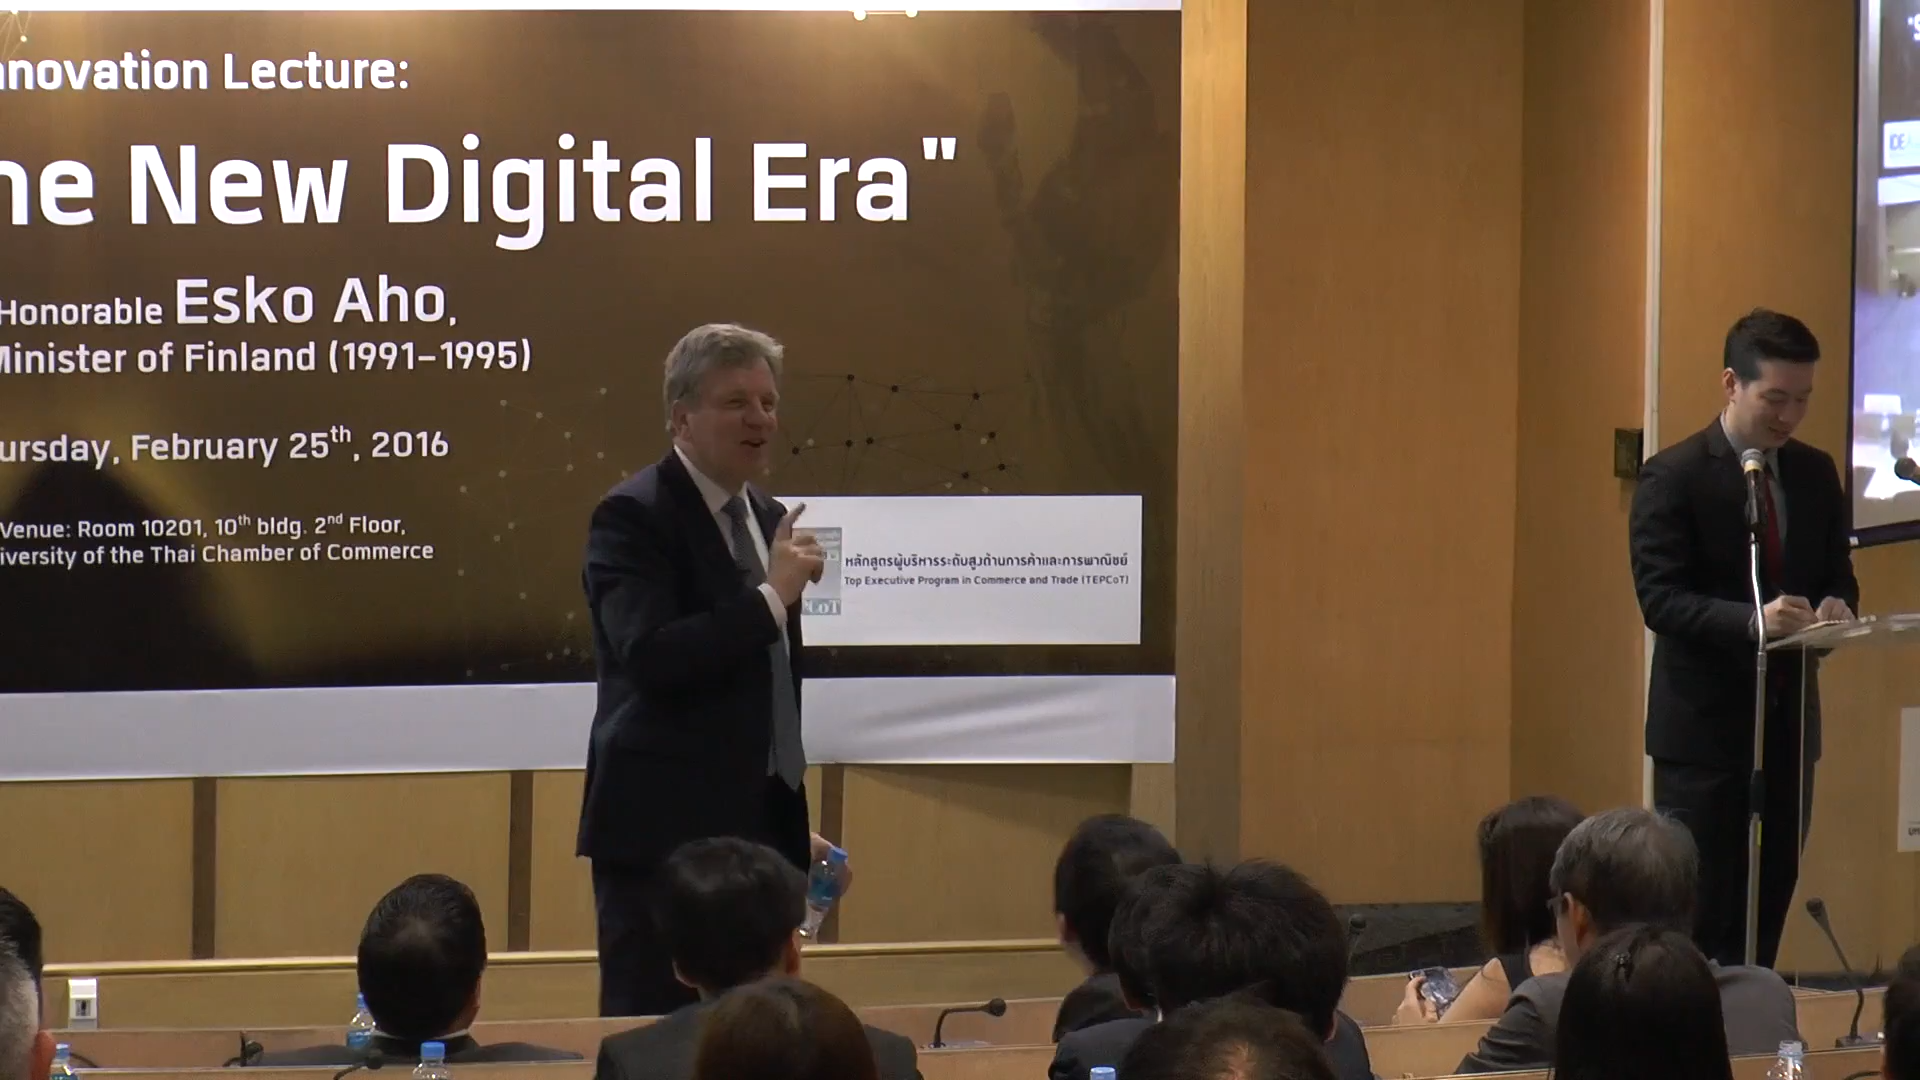 nnovation Lecture:
he New Digital Era"
Honorable Esko Aho,
Minister of Finland (1991–1995)
ursday, February 25th, 2016
Venue: Room 10201, 10th bldg. 2nd Floor,
iversity of the Thai Chamber of Commerce
หลักสูตรผู้บริหารระดับสูงด้านการค้าและการพาณิชย์
Top Executive Program in Commerce and Trade (TEPCoT)
PCoT